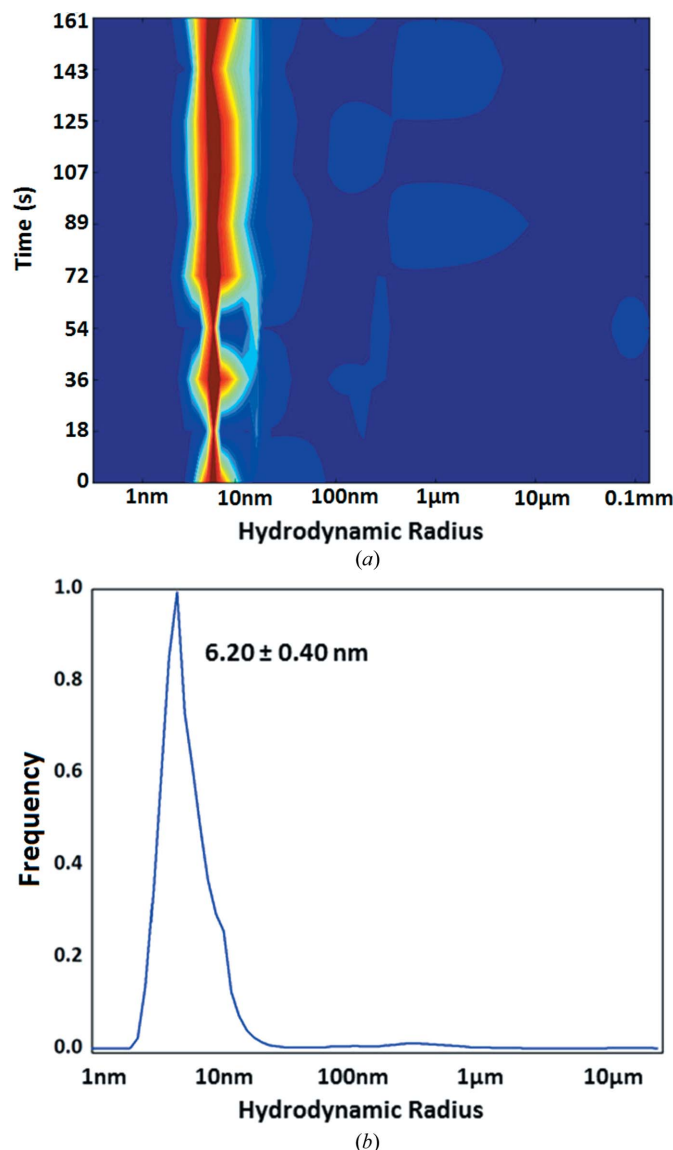 161
143
125
107
89
72
54
36
18
0
Time (s)
1nm 10nm 100nm 1µm 10µm 0.1mm
Hydrodynamic Radius
(a)
1.0
6.20 ± 0.40 nm
0.8
0.6
0.4
0.2
0.0
Frequency
1nm 10nm 100nm 1µm 10µm
Hydrodynamic Radius
(b)